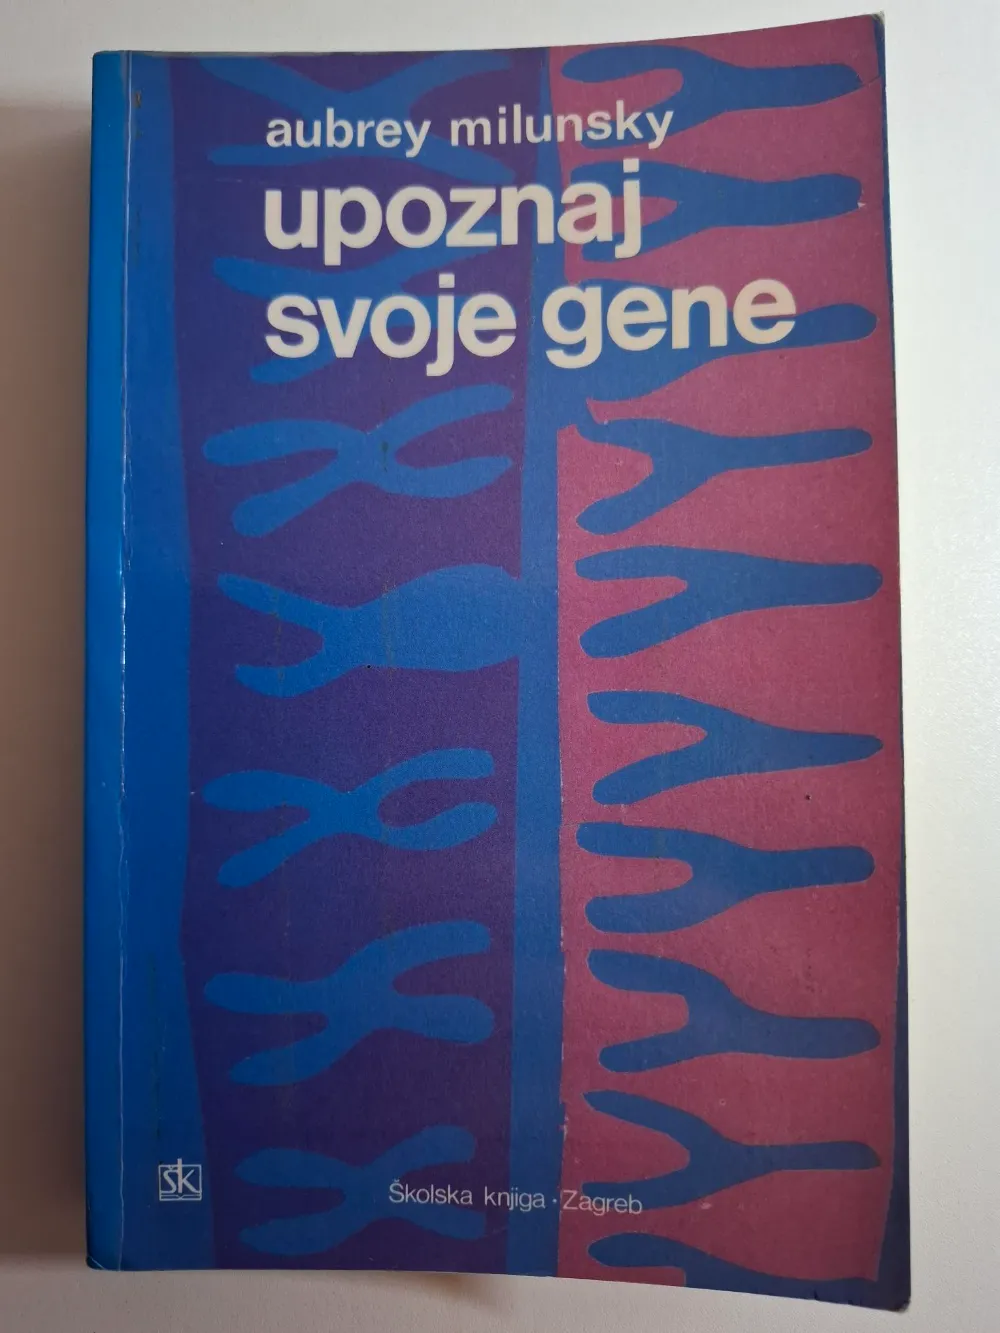 aubrey milunsky
upoznaj
svoje gene
šk
Školska knjiga · Zagreb